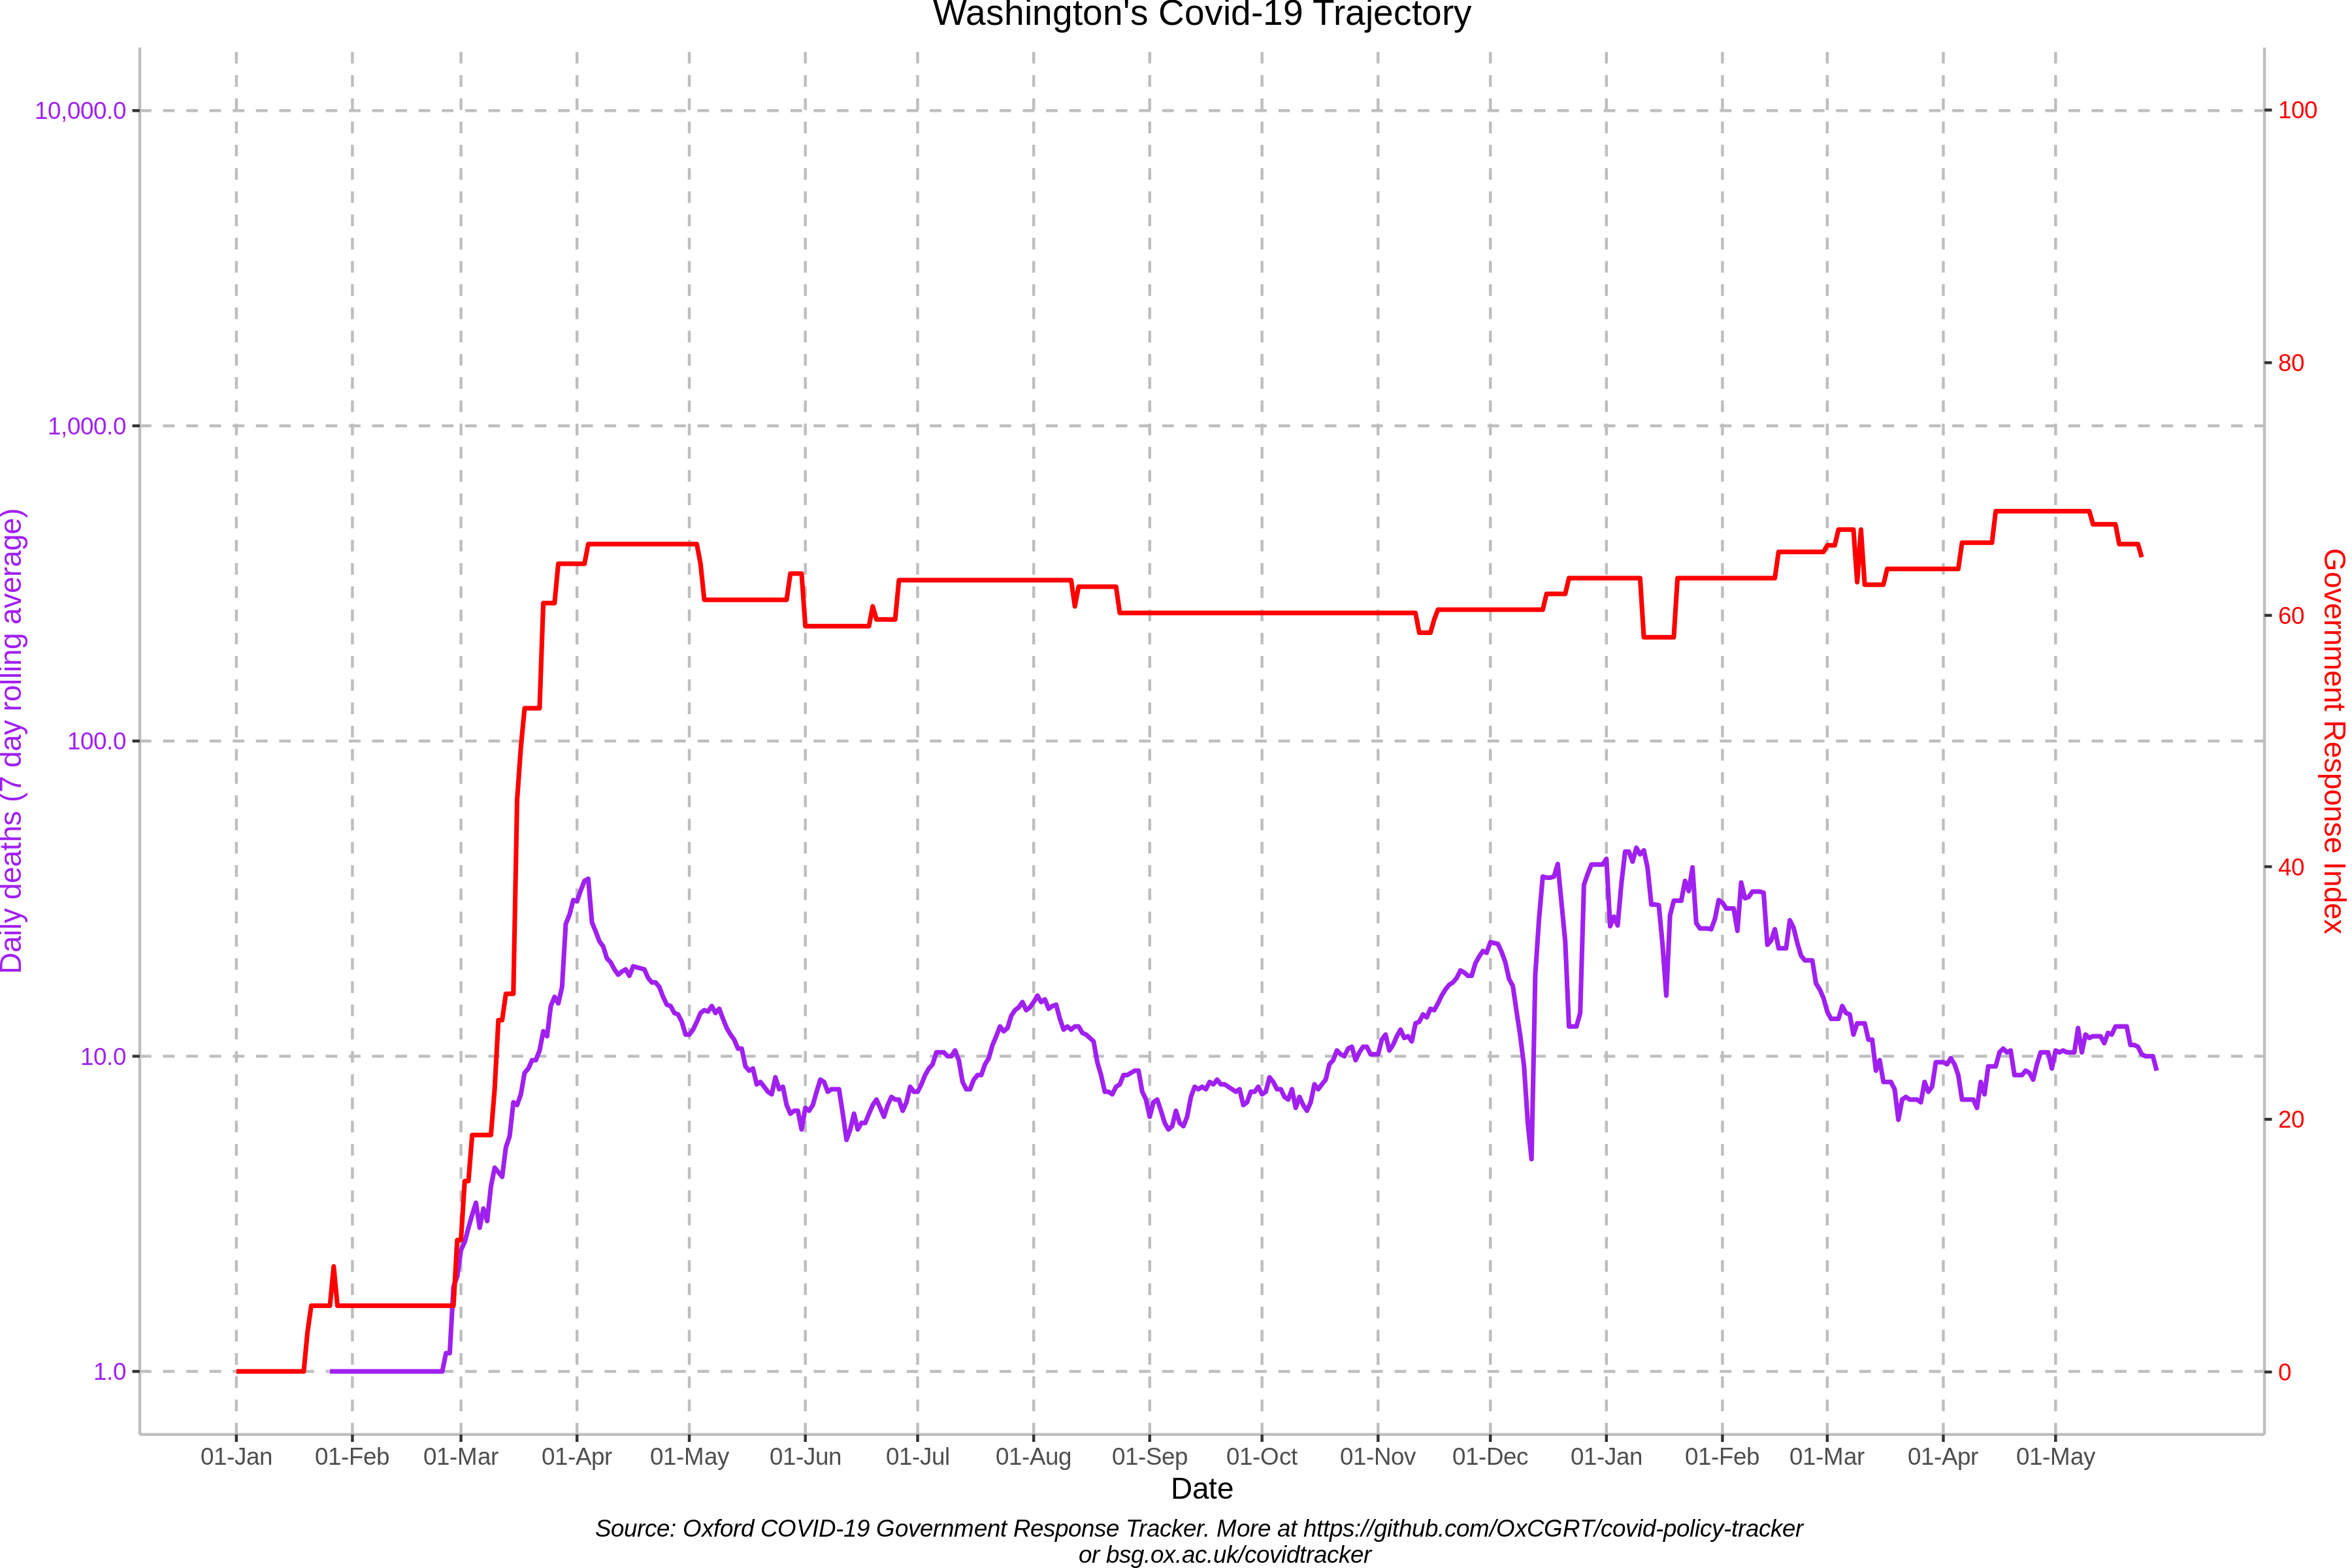 Washington's Covid-19 Trajectory
10,000.0
1,000.0
100.0
10.0
1.0
Daily deaths (7 day rolling average)
100
80
60
40
20
0
Government Response Index
01-Jan 01-Feb 01-Mar 01-Apr 01-May 01-Jun 01-Jul 01-Aug 01-Sep 01-Oct 01-Nov 01-Dec 01-Jan 01-Feb 01-Mar 01-Apr 01-May
Date
Source: Oxford COVID-19 Government Response Tracker. More at https://github.com/OxCGRT/covid-policy-tracker
or bsg.ox.ac.uk/covidtracker